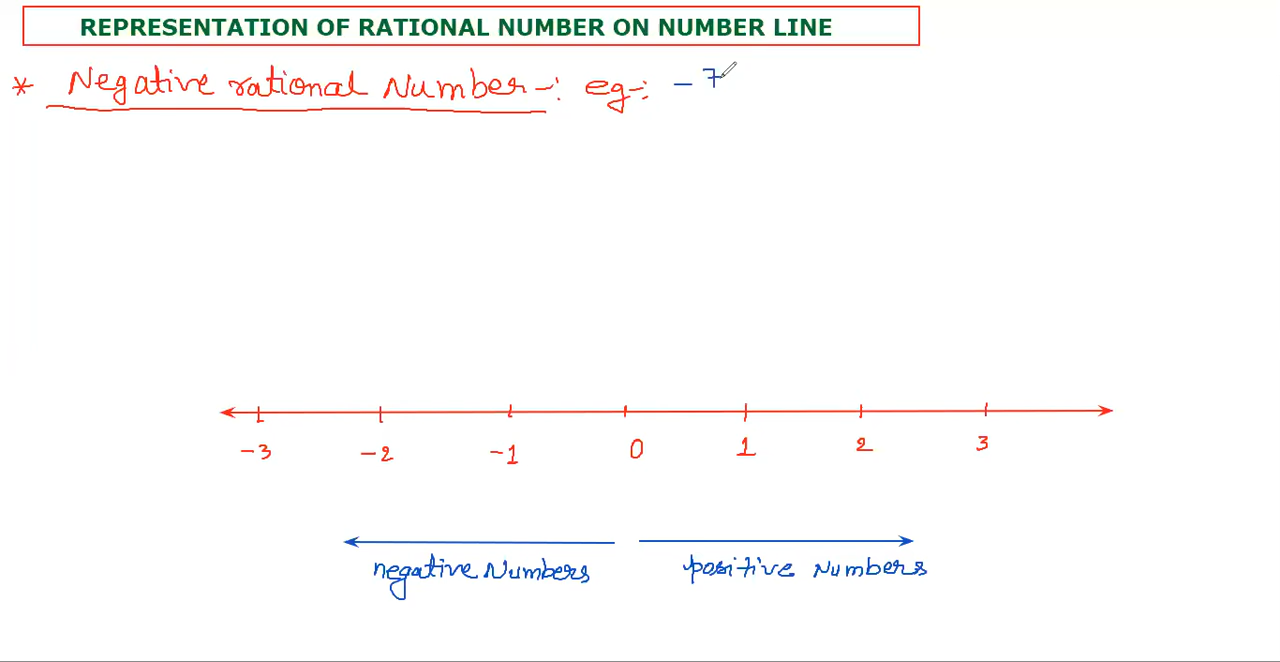 REPRESENTATION OF RATIONAL NUMBER ON NUMBER LINE
* Negative rational Number-: eg-: -7
-3 -2 -1 0 1 2 3
negative Numbers positive Numbers